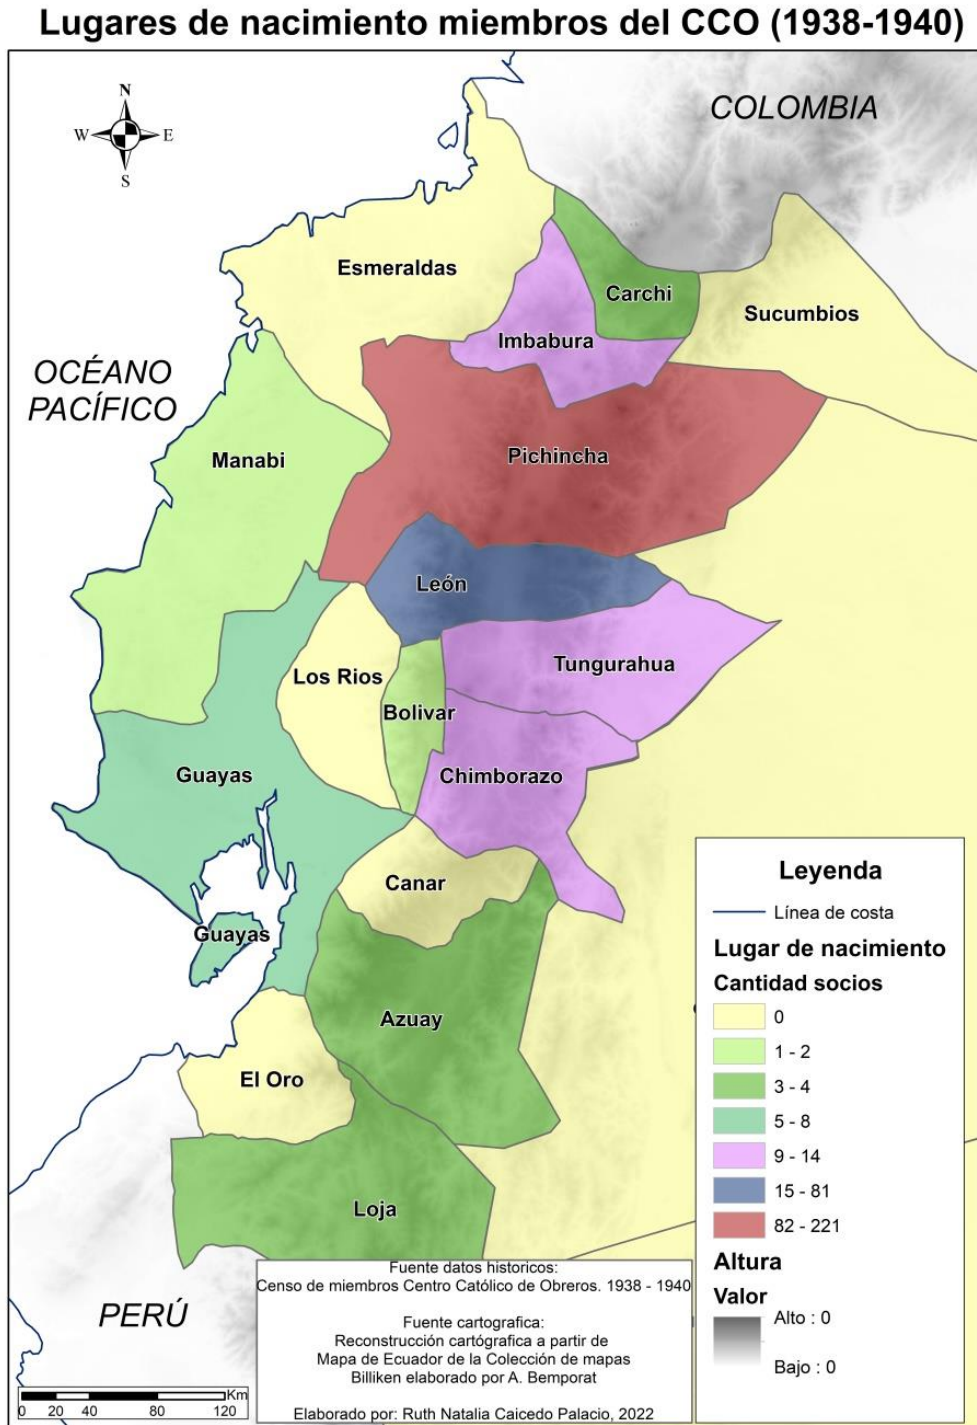 Lugares de nacimiento miembros del CCO (1938-1940)
N
W
E
S
COLOMBIA
Esmeraldas
Carchi
Sucumbios
Imbabura
OCÉANO
PACÍFICO
Manabi
Pichincha
León
Tungurahua
Los Rios
Bolivar
Guayas
Chimborazo
Canar
Guayas
Azuay
El Oro
Loja
PERÚ
Leyenda
Línea de costa
Lugar de nacimiento
Cantidad socios
0
1 - 2
3 - 4
5 - 8
9 - 14
15 - 81
82 - 221
Altura
Valor
Alto : 0
Bajo : 0
Fuente datos historicos:
Censo de miembros Centro Católico de Obreros. 1938 - 1940
Fuente cartografica:
Reconstrucción cartógrafica a partir de
Mapa de Ecuador de la Colección de mapas
Billiken elaborado por A. Bemporat
Elaborado por: Ruth Natalia Caicedo Palacio, 2022
Km
0 20 40 80 120